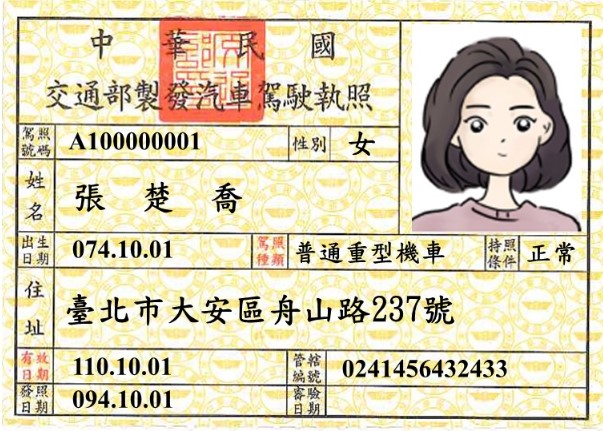 中華民國
交通部製發汽車駕駛執照
駕照號碼 A100000001 性別 女
姓名 張楚喬
出生日期 074.10.01 駕照種類 普通重型機車 持照條件 正常
住址 臺北市大安區舟山路237號
有效日期 110.10.01 管轄編號 0241456432433
發照日期 094.10.01 審驗日期